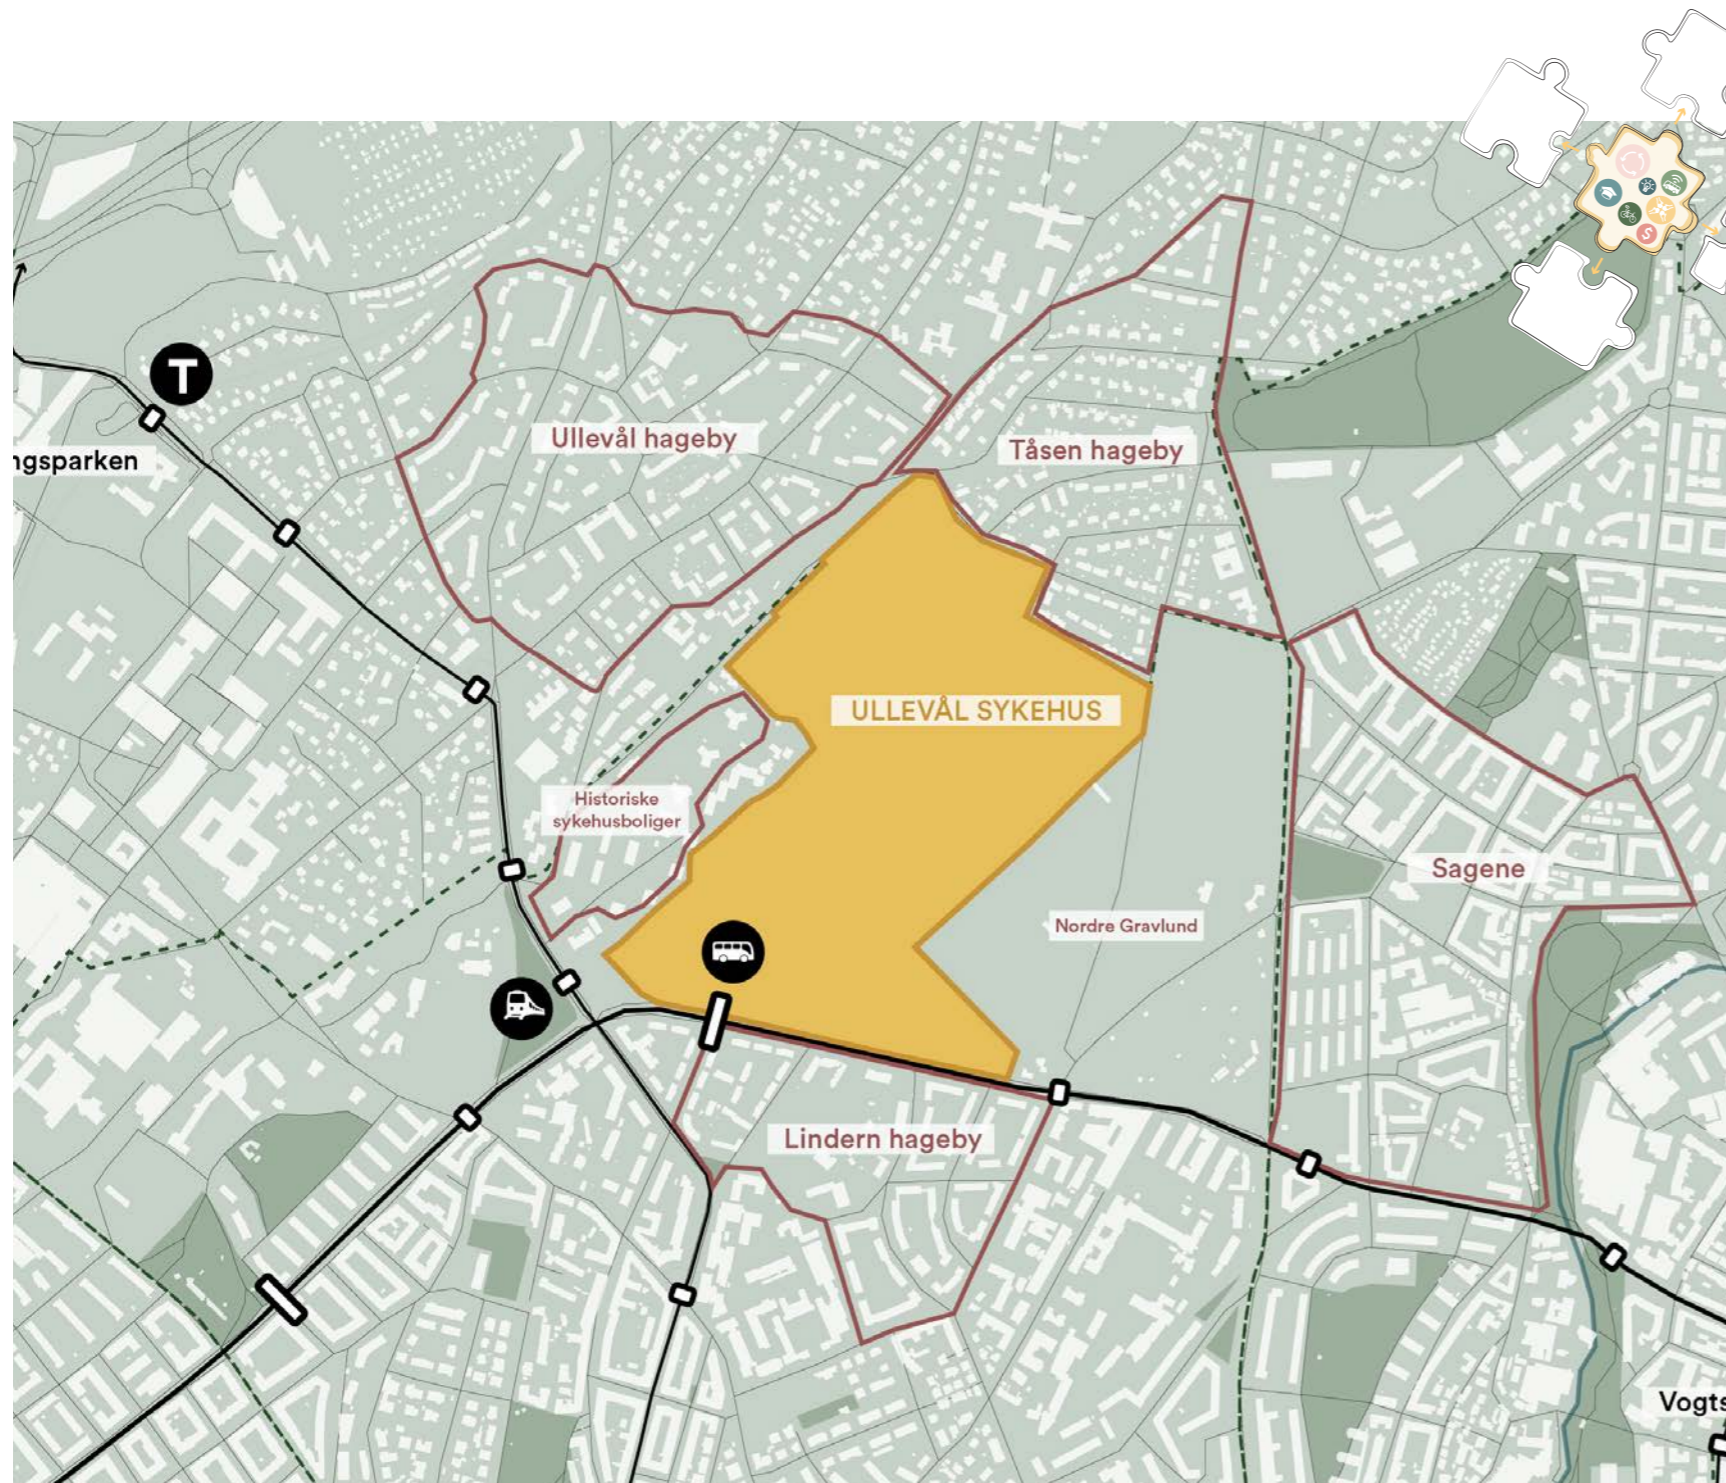 T
ngsparken
Ullevål hageby
Tåsen hageby
ULLEVÅL SYKEHUS
Historiske
sykehusboliger
Sagene
Nordre Gravlund
Lindern hageby
Vogts
S